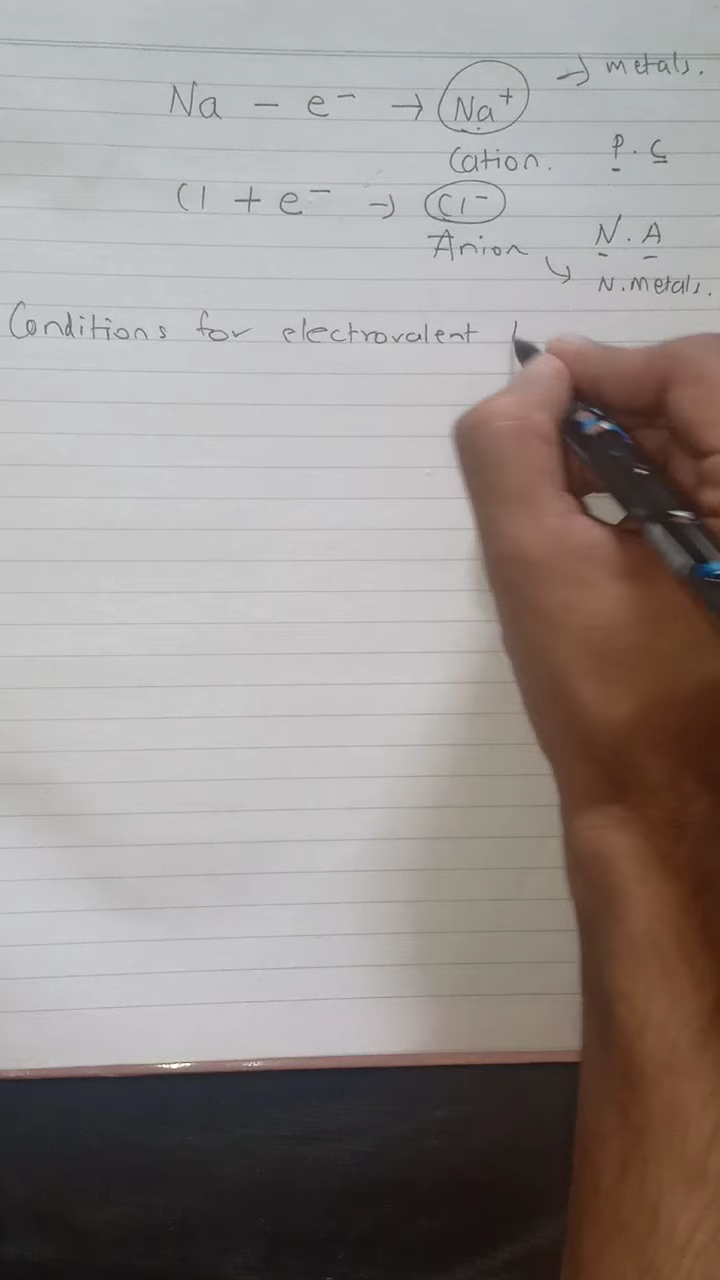 Na - e⁻ → Na⁺ → metals.
Cation. P.C
Cl + e⁻ → Cl⁻
Anion N.A
↳ N.metals.
Conditions for electrovalent